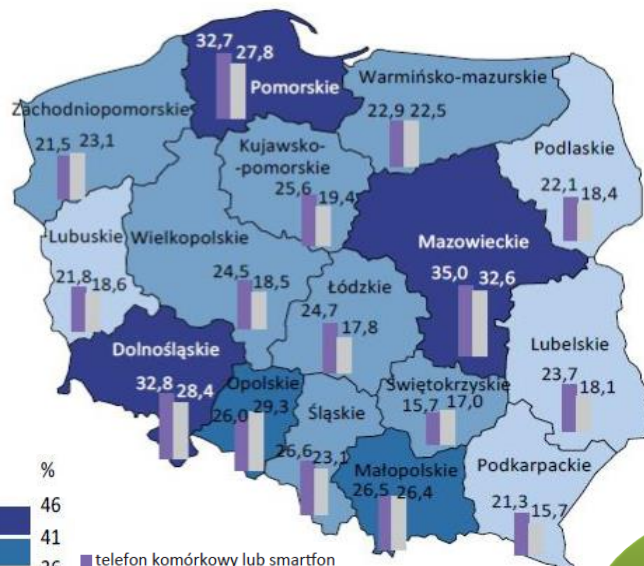 32,7 27,8
Pomorskie
Warmińsko-mazurskie
22,9 22,5
Zachodniopomorskie
21,5 23,1
Kujawsko-
pomorskie
25,6 19,4
Podlaskie
22,1 18,4
Lubuskie
21,8 18,6
Wielkopolskie
24,5 18,5
Mazowieckie
35,0 32,6
Łódzkie
24,7 17,8
Dolnośląskie
32,8 28,4
Opolskie
26,0 29,3
Śląskie
26,6 23,1
Świętokrzyskie
15,7 17,0
Lubelskie
23,7 18,1
Małopolskie
26,5 26,4
Podkarpackie
21,3 15,7
%
46
41
telefon komórkowy lub smartfon